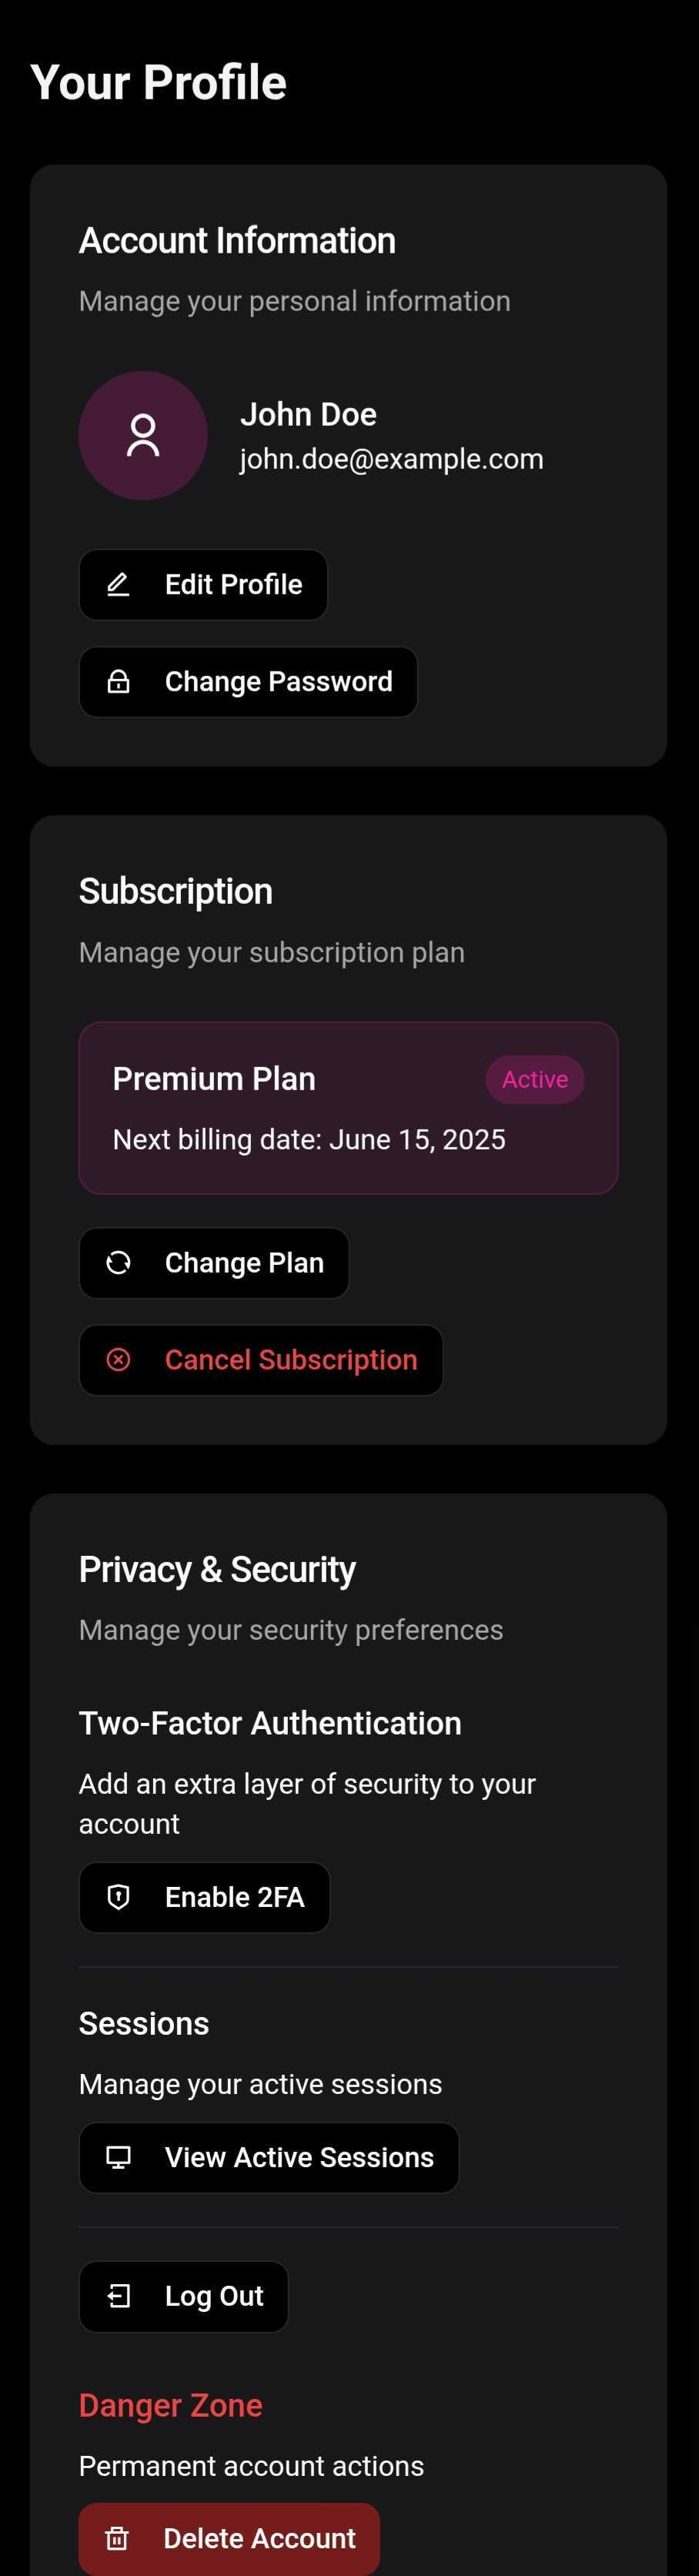 Your Profile
Account Information
Manage your personal information
John Doe
john.doe@example.com
Edit Profile
Change Password
Subscription
Manage your subscription plan
Premium Plan
Active
Next billing date: June 15, 2025
Change Plan
Cancel Subscription
Privacy & Security
Manage your security preferences
Two-Factor Authentication
Add an extra layer of security to your
account
Enable 2FA
Sessions
Manage your active sessions
View Active Sessions
Log Out
Danger Zone
Permanent account actions
Delete Account